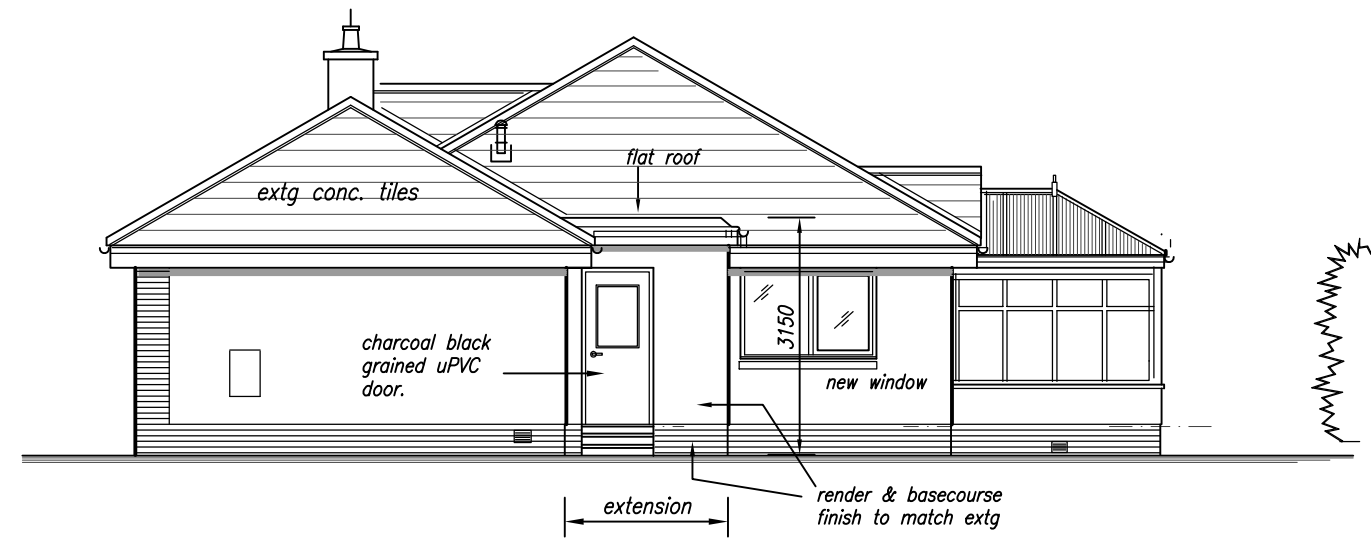 flat roof
extg conc. tiles
charcoal black
grained uPVC
door.
3150
new window
extension
render & basecourse
finish to match extg